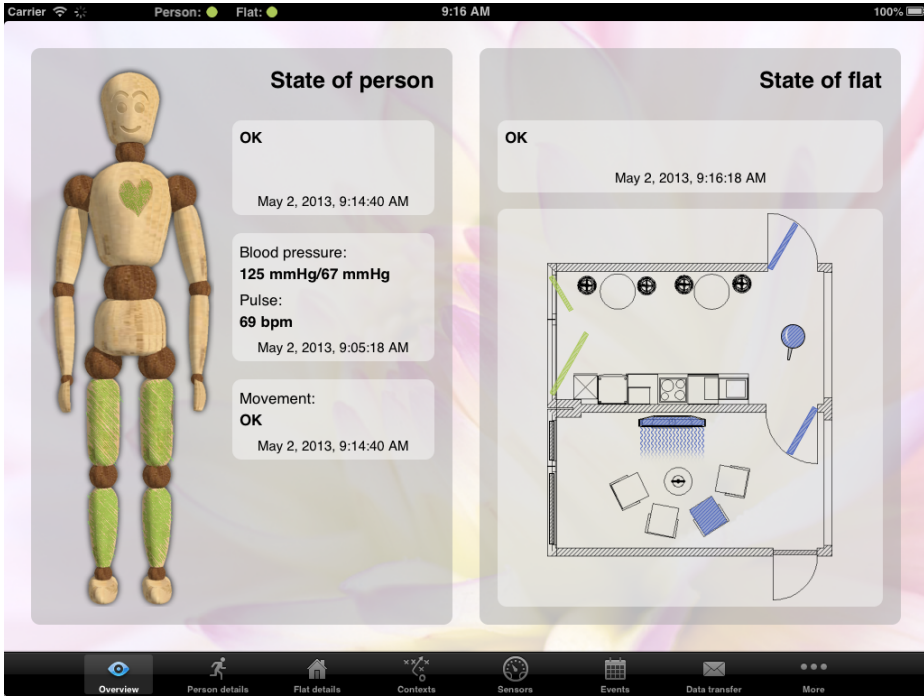 Carrier Person: Flat: 9:16 AM 100%
State of person
OK
May 2, 2013, 9:14:40 AM
Blood pressure:
125 mmHg/67 mmHg
Pulse:
69 bpm
May 2, 2013, 9:05:18 AM
Movement:
OK
May 2, 2013, 9:14:40 AM
State of flat
OK
May 2, 2013, 9:16:18 AM
Overview Person details Flat details Contexts Sensors Events Data transfer More